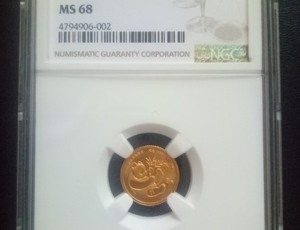 MS 68
4794906-002
NUMISMATIC GUARANTY CORPORATION
NGC